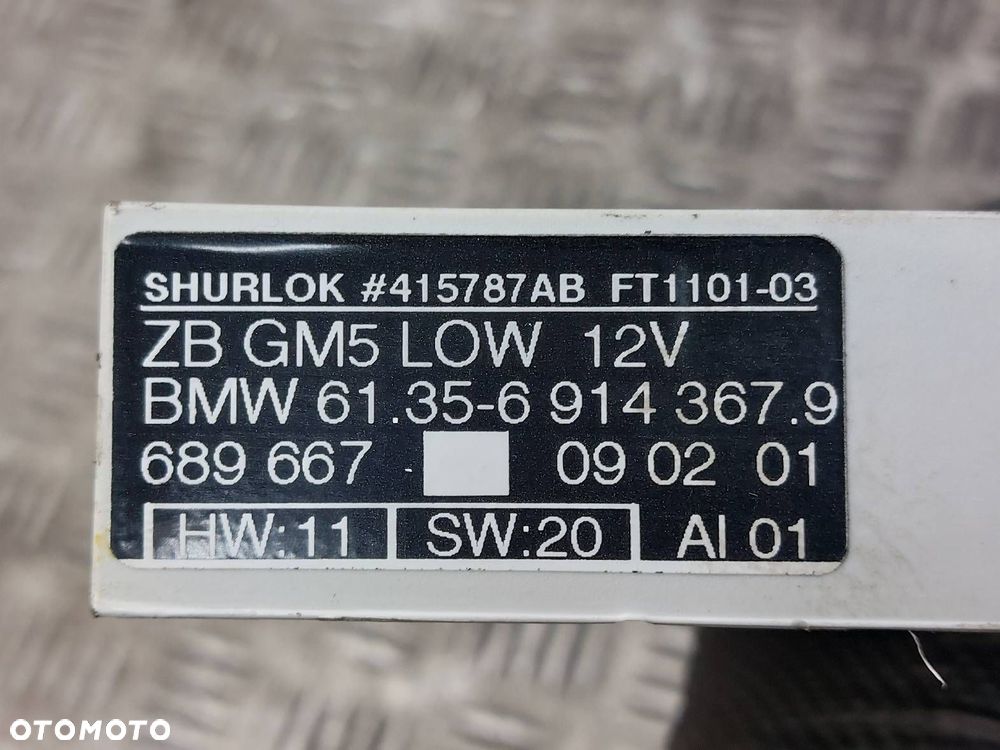 SHURLOK #415787AB FT1101-03
ZB GM5 LOW 12V
BMW 61.35-6 914 367.9
689 667 09 02 01
HW:11 SW:20 AI 01
OTOMOTO